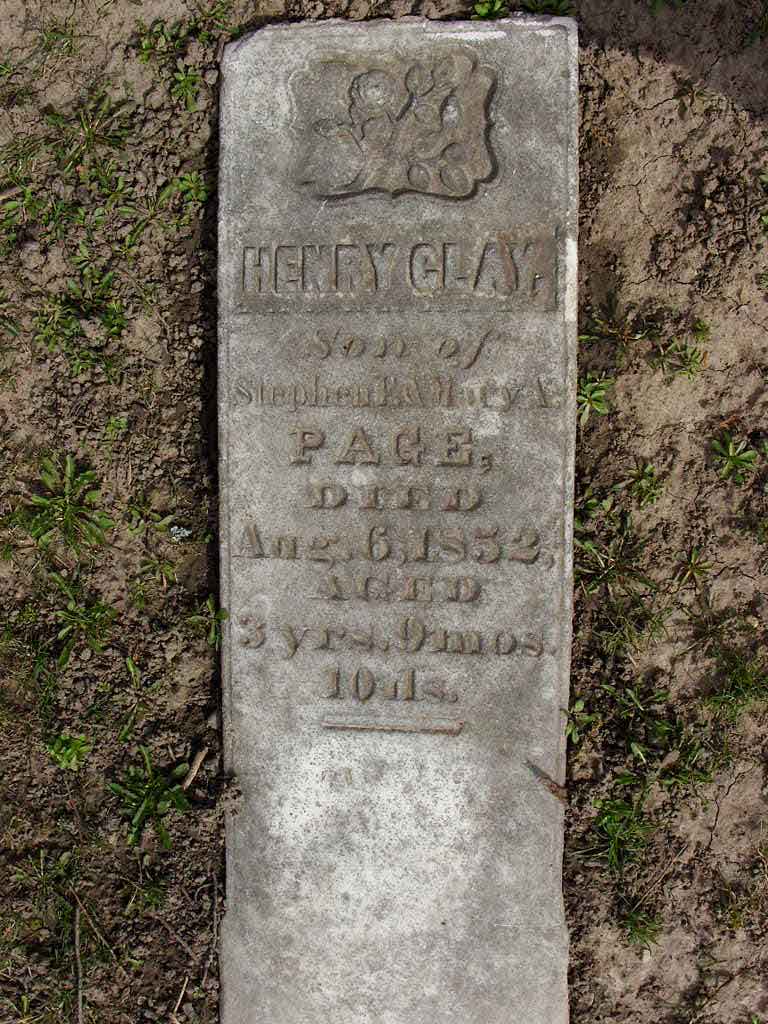 HENRY CLAY,
Son of
Stephen P. & Mary A.
PAGE,
DIED
Aug. 6, 1852,
AGED
3 yrs. 9 mos.
10 ds.